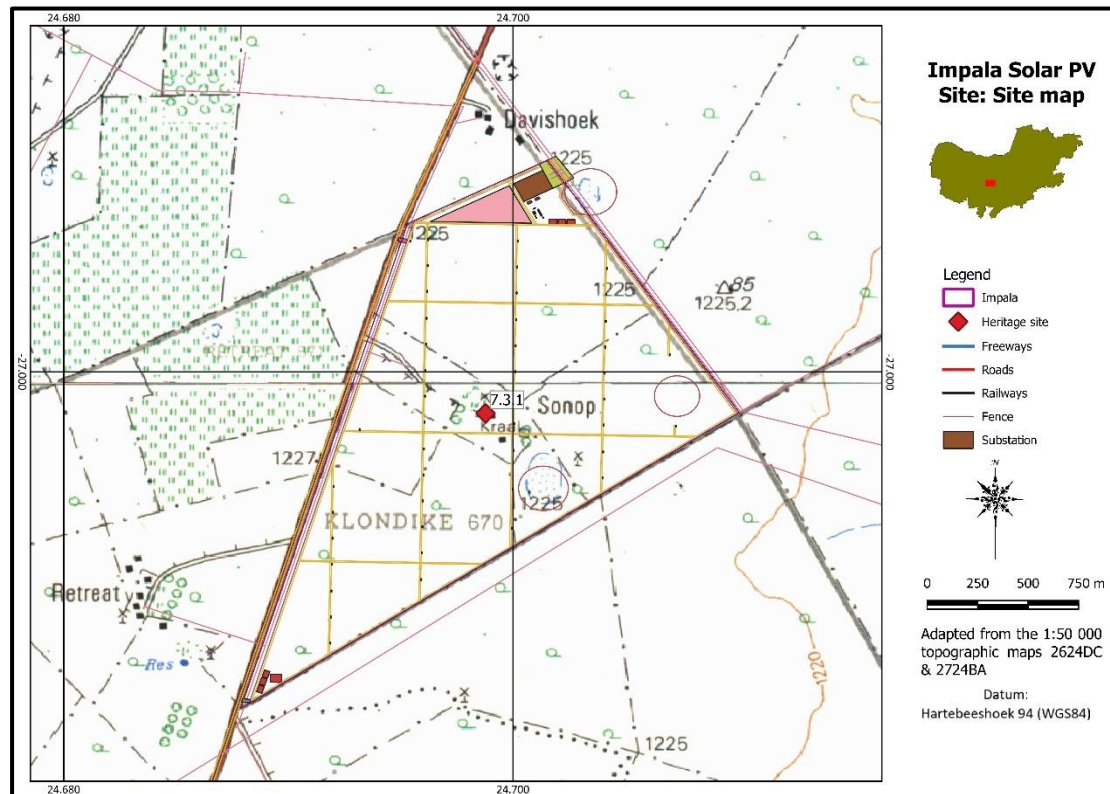 24.680
24.700
Davishoek
1225
225
1225
85
1225,2
RETREAT 671
-27.000
-27.000
7.3.1
Sonop
Kraal
1227
1225
KLONDIKE 670
Retreat
Res
1220
1225
24.680
24.700
Impala Solar PV
Site: Site map
Legend
Impala
Heritage site
Freeways
Roads
Railways
Fence
Substation
N
0 250 500 750 m
Adapted from the 1:50 000
topographic maps 2624DC
& 2724BA
Datum:
Hartebeeshoek 94 (WGS84)